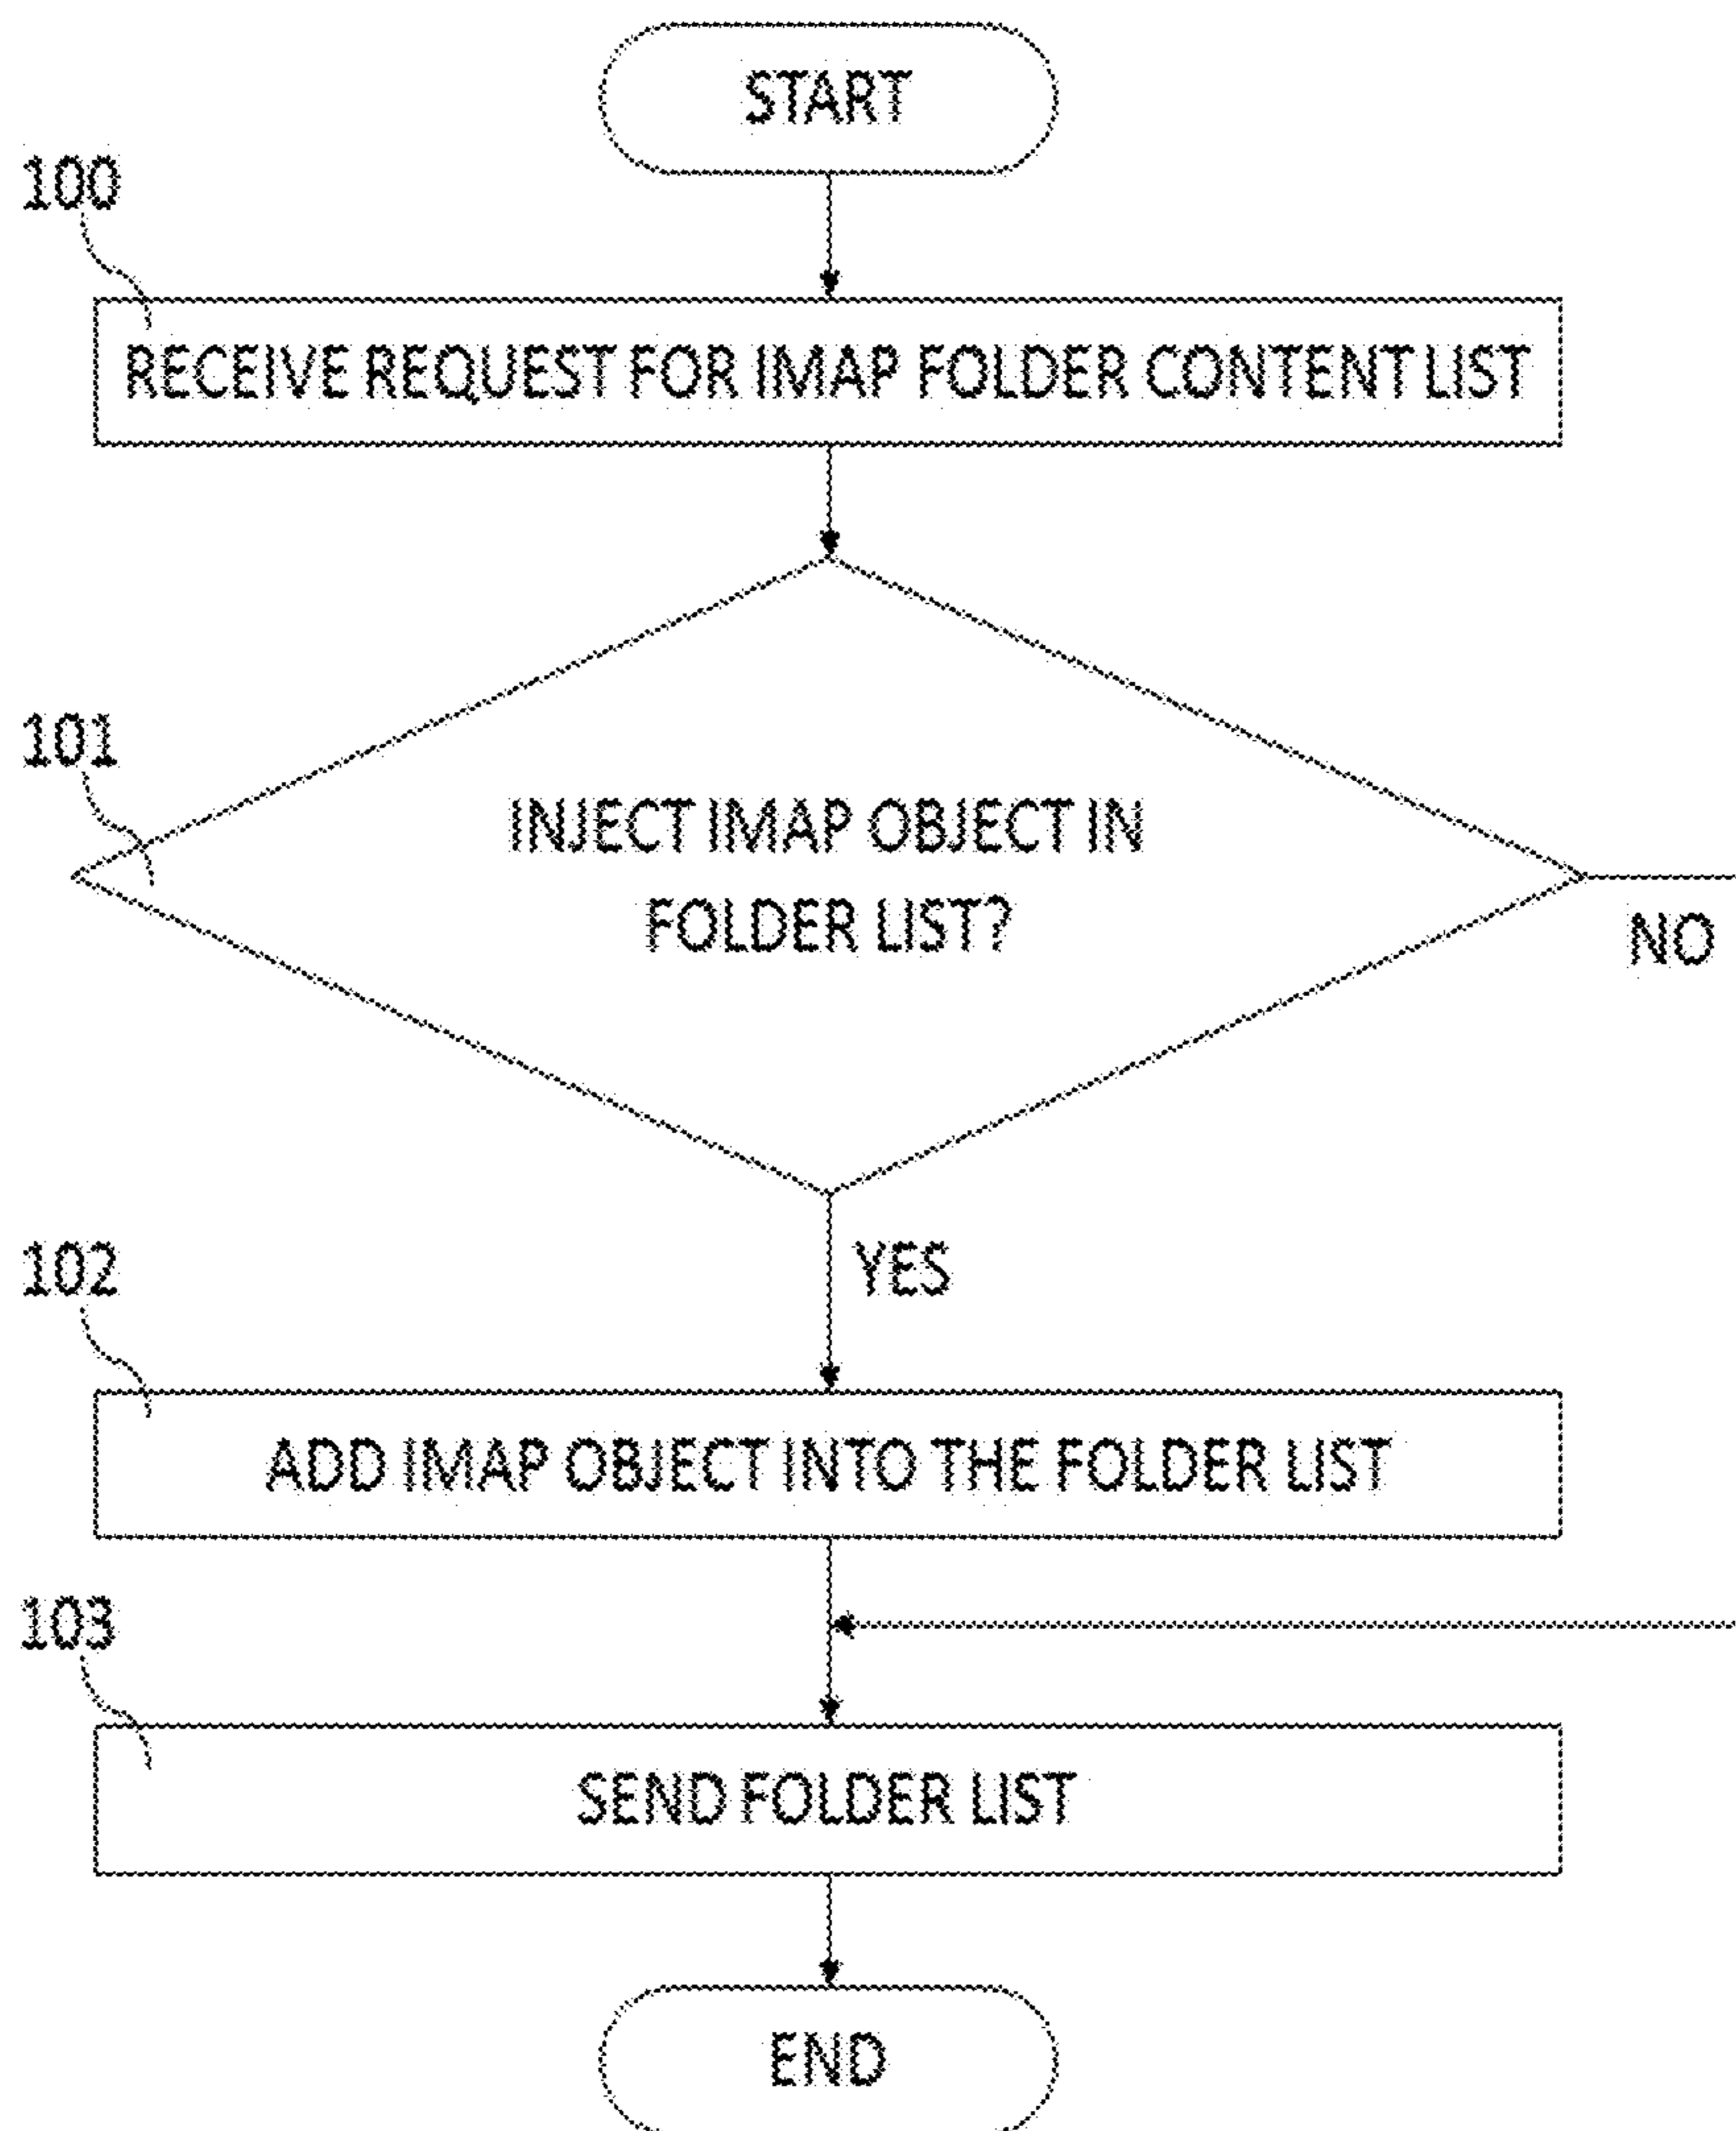 START
100
RECEIVE REQUEST FOR IMAP FOLDER CONTENT LIST
101
INJECT IMAP OBJECT IN
FOLDER LIST?
NO
102
YES
ADD IMAP OBJECT INTO THE FOLDER LIST
103
SEND FOLDER LIST
END